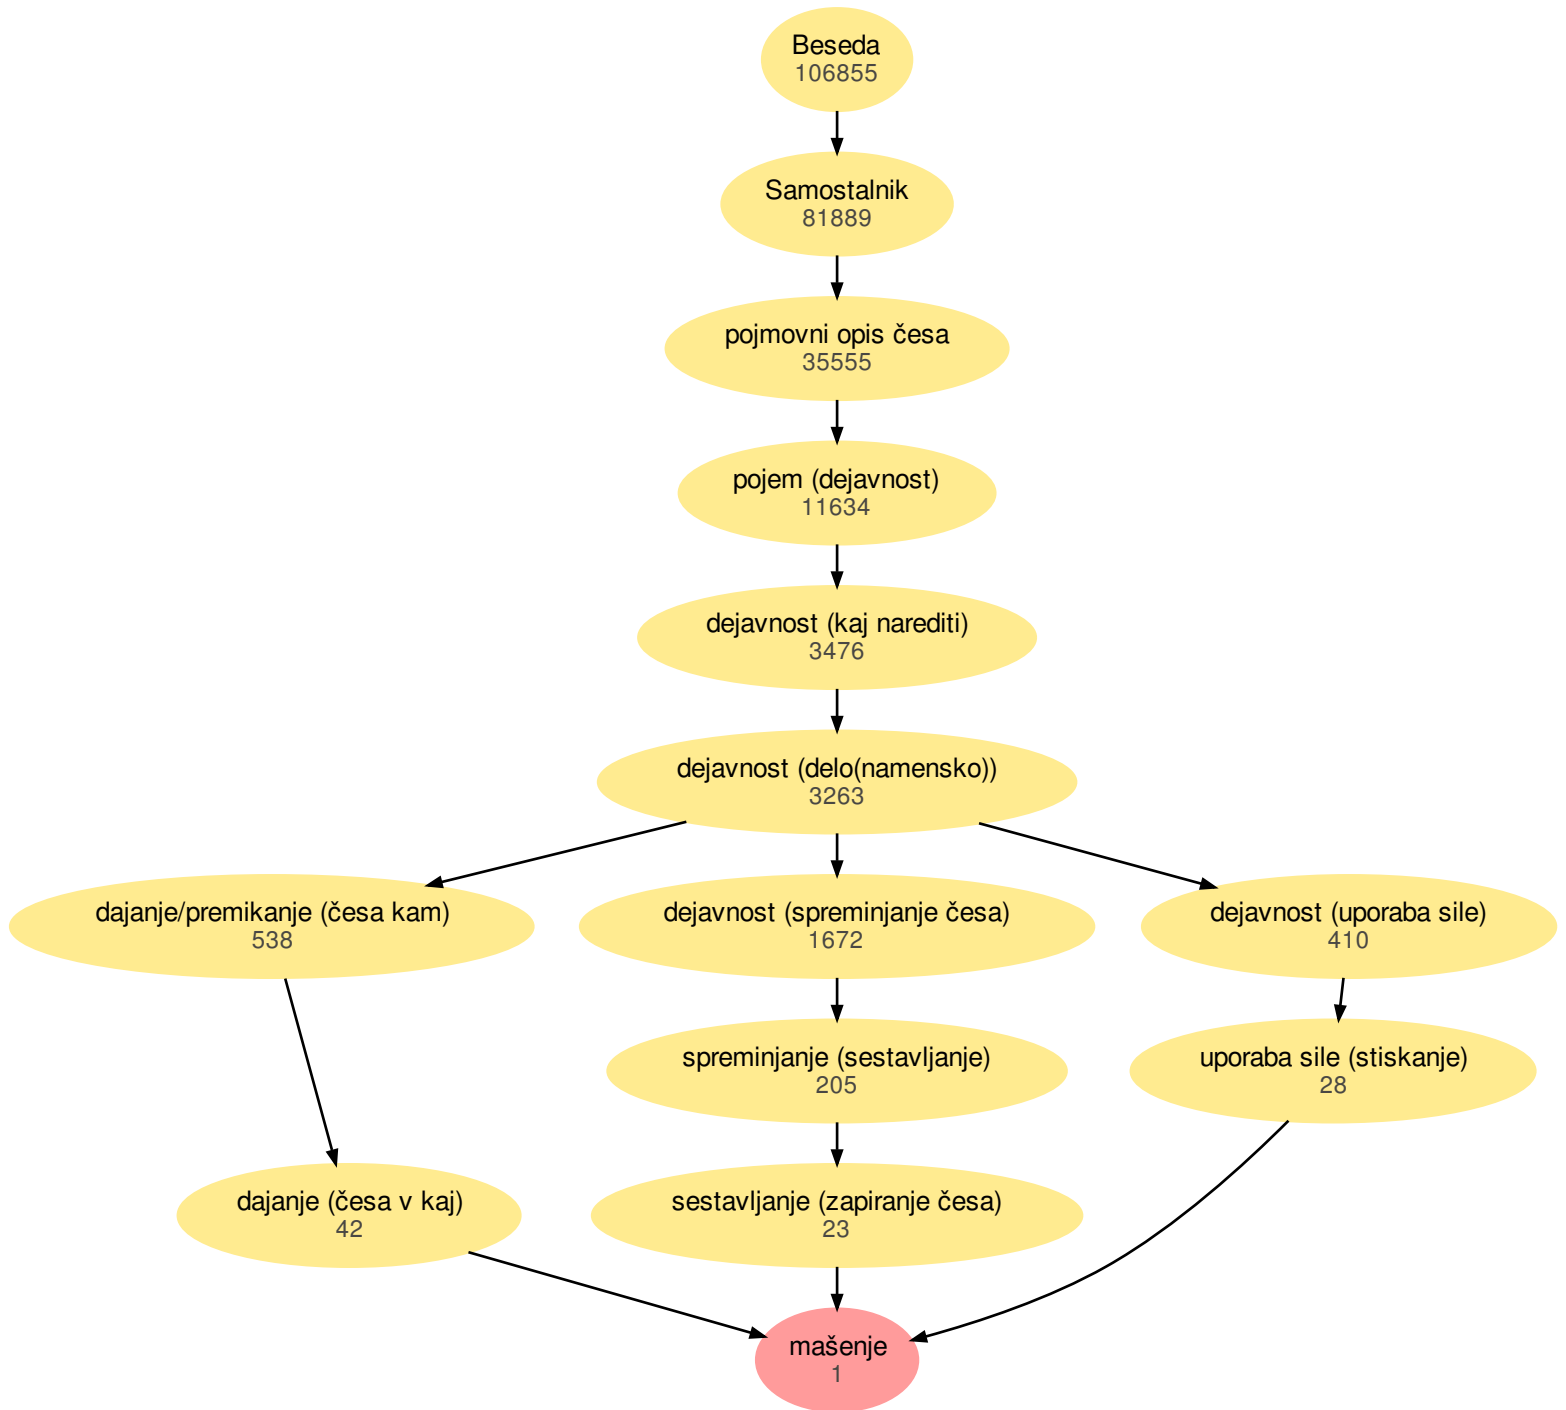 Beseda
106855
Samostalnik
81889
pojmovni opis česa
35555
pojem (dejavnost)
11634
dejavnost (kaj narediti)
3476
dejavnost (delo(namensko))
3263
dajanje/premikanje (česa kam)
538
dejavnost (spreminjanje česa)
1672
dejavnost (uporaba sile)
410
spreminjanje (sestavljanje)
205
uporaba sile (stiskanje)
28
dajanje (česa v kaj)
42
sestavljanje (zapiranje česa)
23
mašenje
1